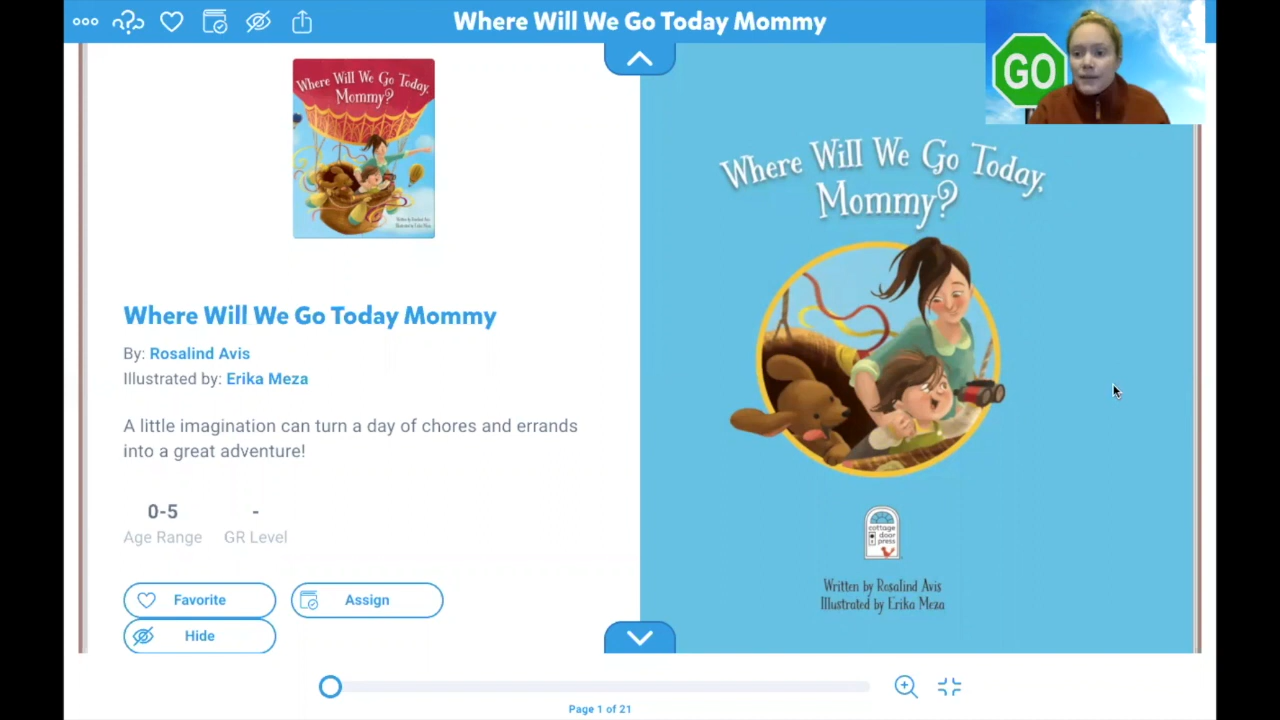 Where Will We Go Today Mommy
GO
Where Will We Go Today,
Mommy?
Where Will We Go Today Mommy
By: Rosalind Avis
Illustrated by: Erika Meza
A little imagination can turn a day of chores and errands
into a great adventure!
0-5
-
Age Range
GR Level
Favorite
Assign
Hide
Where Will We Go Today,
Mommy?
cottage
door
press
Written by Rosalind Avis
Illustrated by Erika Meza
Page 1 of 21